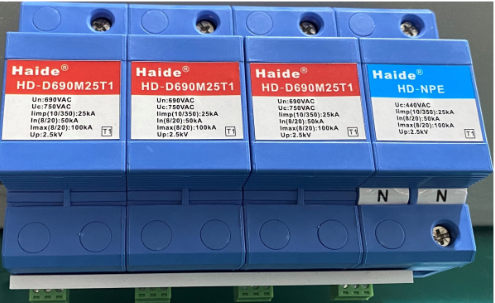 Haide®
HD-D690M25T1
Un:690VAC
Uc:750VAC
Iimp(10/350):25kA
In(8/20):50kA
Imax(8/20):100kA
Up:2.5kV
T1
Haide®
HD-D690M25T1
Un:690VAC
Uc:750VAC
Iimp(10/350):25kA
In(8/20):50kA
Imax(8/20):100kA
Up:2.5kV
T1
Haide®
HD-D690M25T1
Un:690VAC
Uc:750VAC
Iimp(10/350):25kA
In(8/20):50kA
Imax(8/20):100kA
Up:2.5kV
T1
Haide®
HD-NPE
Uc:440VAC
Iimp(10/350):25kA
In(8/20):50kA
Imax(8/20):100kA
Up:2.5kV
T1
N N